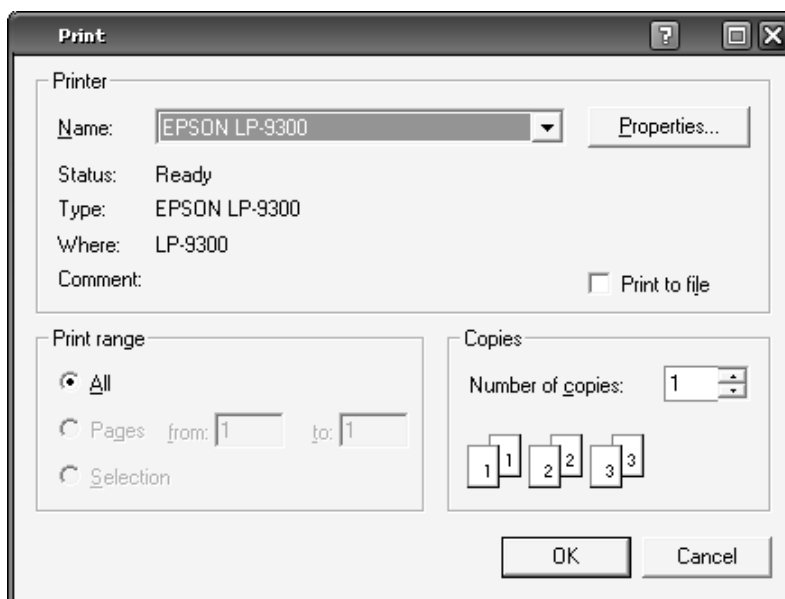 Print
Printer
Name: EPSON LP-9300 Properties...
Status: Ready
Type: EPSON LP-9300
Where: LP-9300
Comment: Print to file
Print range
All
Pages from: 1 to: 1
Selection
Copies
Number of copies: 1
1 1 2 2 3 3
OK Cancel